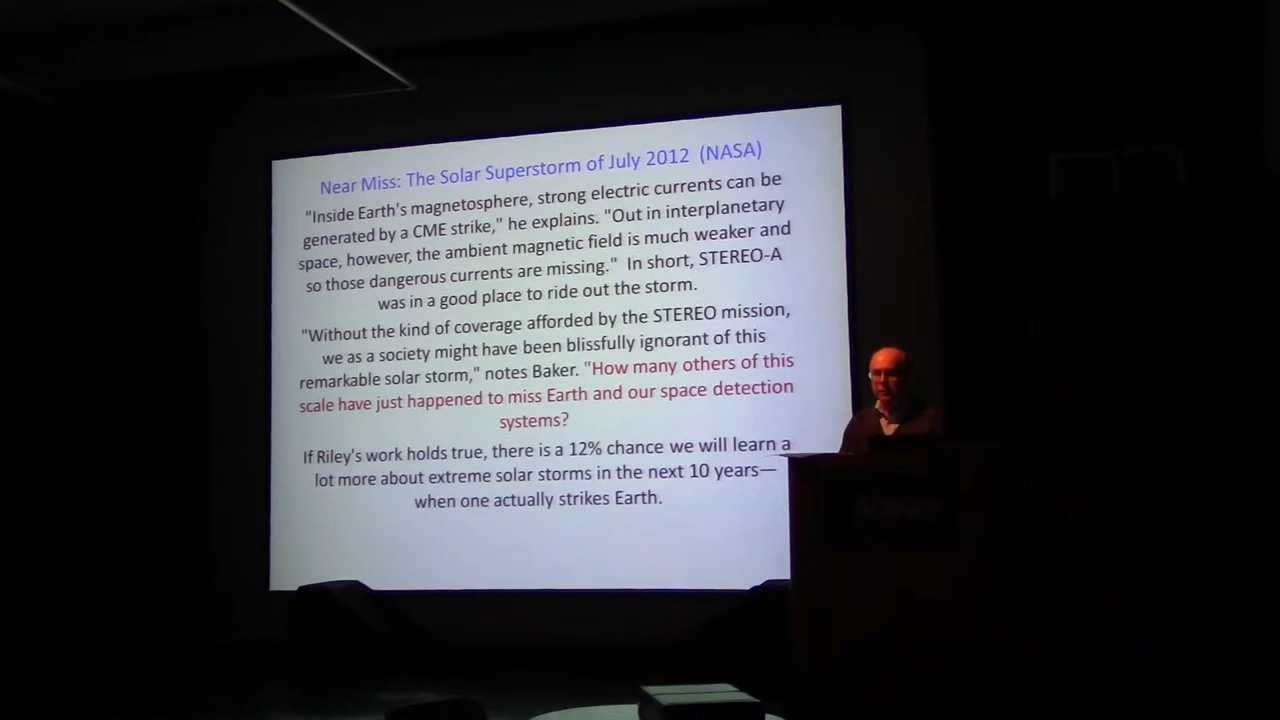 Near Miss: The Solar Superstorm of July 2012 (NASA)
"Inside Earth's magnetosphere, strong electric currents can be
generated by a CME strike," he explains. "Out in interplanetary
space, however, the ambient magnetic field is much weaker and
so those dangerous currents are missing." In short, STEREO-A
was in a good place to ride out the storm.
"Without the kind of coverage afforded by the STEREO mission,
we as a society might have been blissfully ignorant of this
remarkable solar storm," notes Baker. "How many others of this
scale have just happened to miss Earth and our space detection
systems?
If Riley's work holds true, there is a 12% chance we will learn a
lot more about extreme solar storms in the next 10 years—
when one actually strikes Earth.